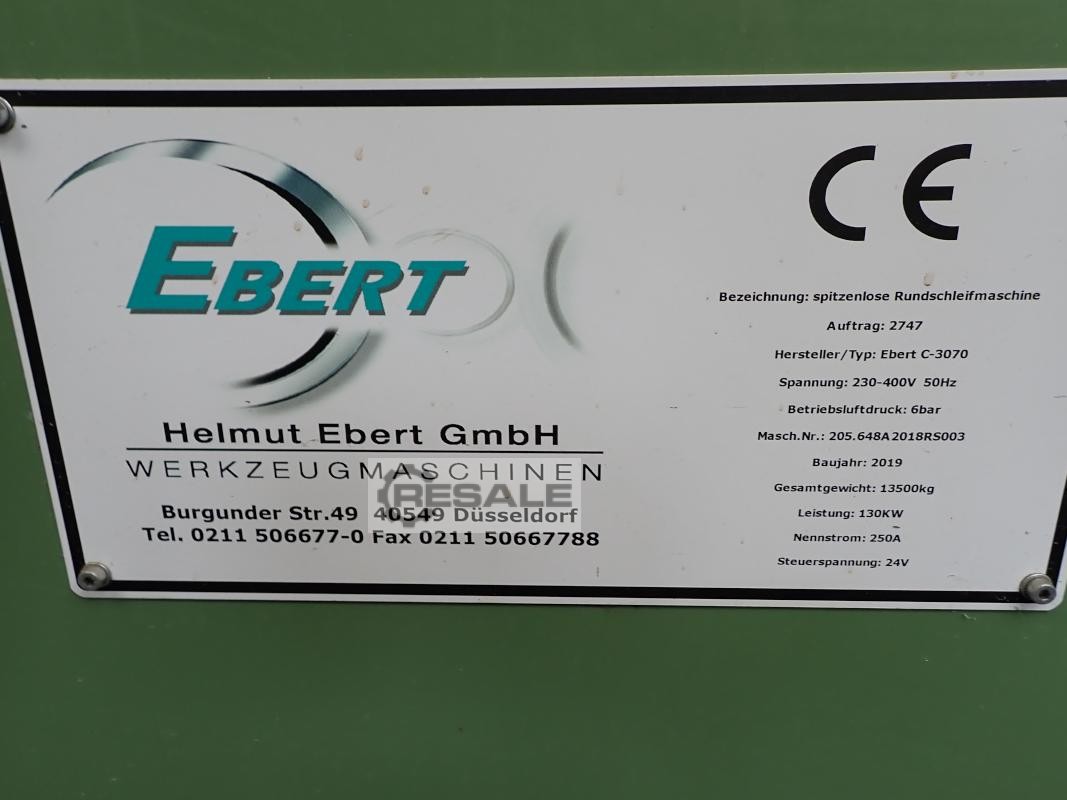 EBERT
Helmut Ebert GmbH
WERKZEUGMASCHINEN
RESALE
Burgunder Str.49 40549 Düsseldorf
Tel. 0211 506677-0 Fax 0211 50667788
CE
Bezeichnung: spitzenlose Rundschleifmaschine
Auftrag: 2747
Hersteller/Typ: Ebert C-3070
Spannung: 230-400V 50Hz
Betriebsluftdruck: 6bar
Masch.Nr.: 205.648A2018RS003
Baujahr: 2019
Gesamtgewicht: 13500kg
Leistung: 130KW
Nennstrom: 250A
Steuerspannung: 24V